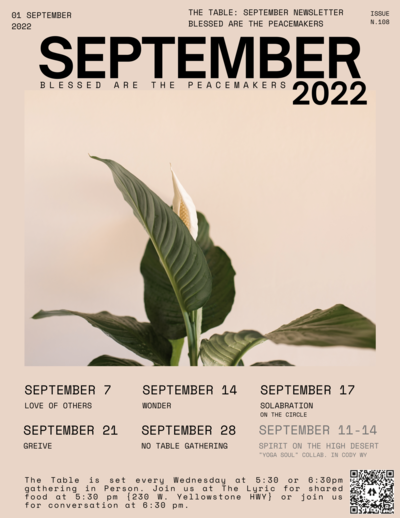 01 SEPTEMBER
2022
THE TABLE: SEPTEMBER NEWSLETTER
BLESSED ARE THE PEACEMAKERS
ISSUE
N.108
SEPTEMBER
BLESSED ARE THE PEACEMAKERS
2022
SEPTEMBER 7
LOVE OF OTHERS
SEPTEMBER 14
WONDER
SEPTEMBER 17
SOLABRATION
ON THE CIRCLE
SEPTEMBER 21
GREIVE
SEPTEMBER 28
NO TABLE GATHERING
SEPTEMBER 11-14
SPIRIT ON THE HIGH DESERT
"YOGA SOUL" COLLAB. IN CODY WY
The Table is set every Wednesday at 5:30 or 6:30pm
gathering in Person. Join us at The Lyric for shared
food at 5:30 pm {230 W. Yellowstone HWY} or join us
for conversation at 6:30 pm.